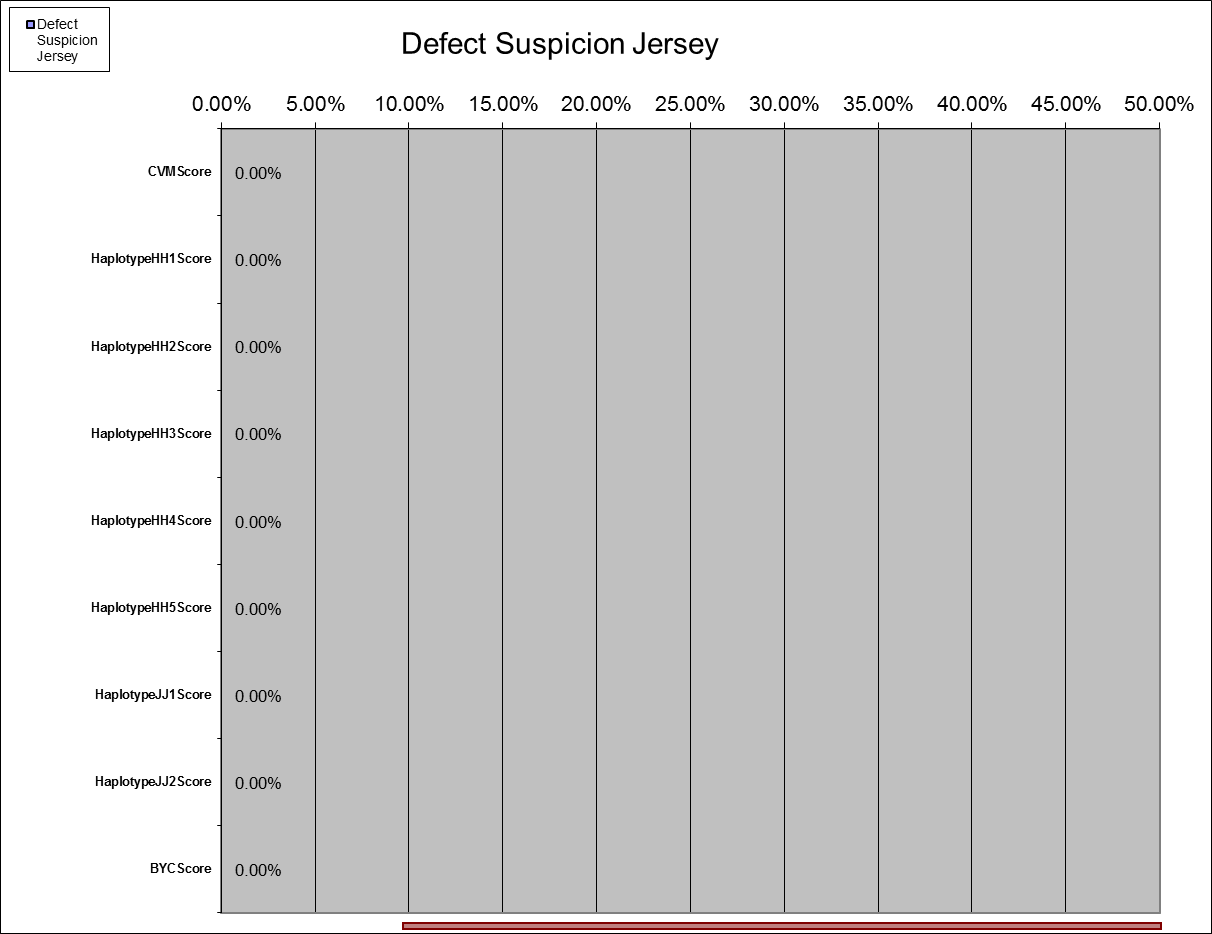 Defect
Suspicion
Jersey
Defect Suspicion Jersey
0.00% 5.00% 10.00% 15.00% 20.00% 25.00% 30.00% 35.00% 40.00% 45.00% 50.00%
CVMScore 0.00%
HaplotypeHH1Score 0.00%
HaplotypeHH2Score 0.00%
HaplotypeHH3Score 0.00%
HaplotypeHH4Score 0.00%
HaplotypeHH5Score 0.00%
HaplotypeJJ1Score 0.00%
HaplotypeJJ2Score 0.00%
BYCScore 0.00%